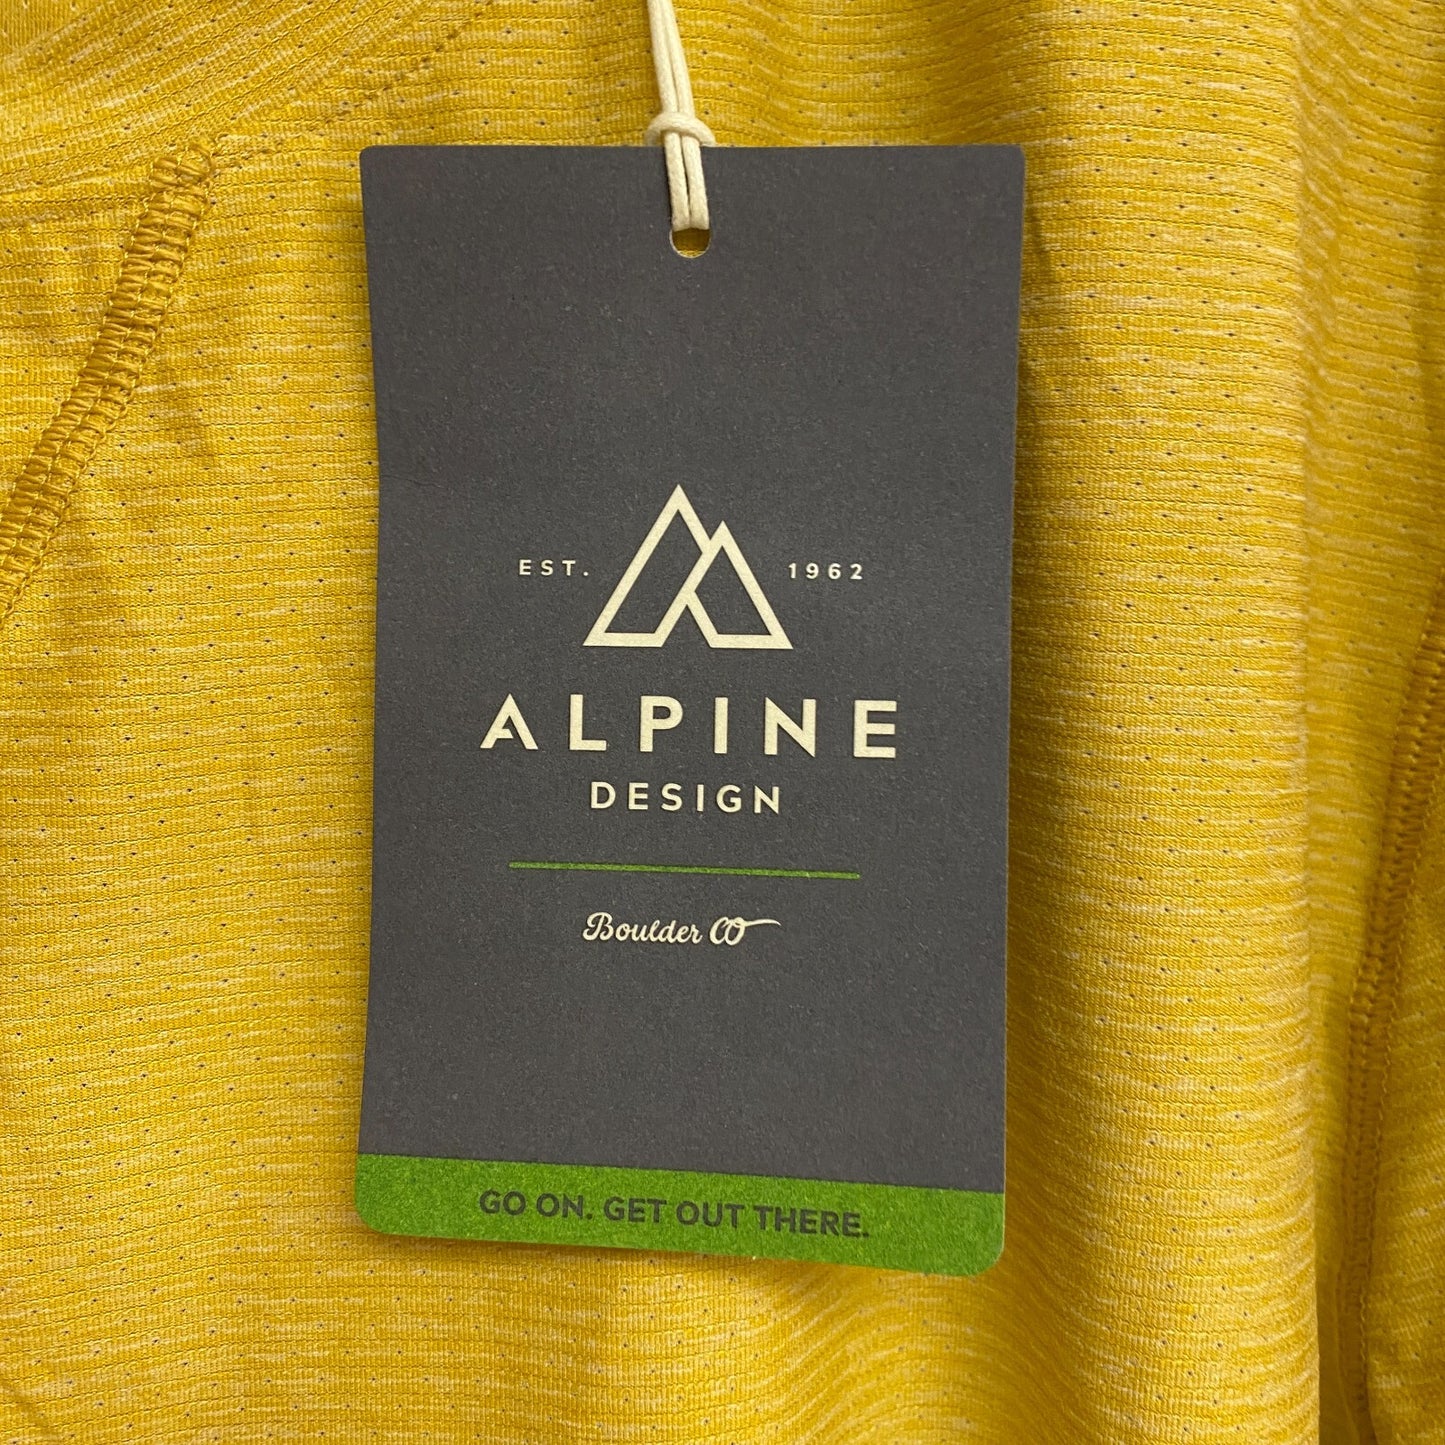 EST. 1962
ALPINE
DESIGN
Boulder CO
GO ON. GET OUT THERE.